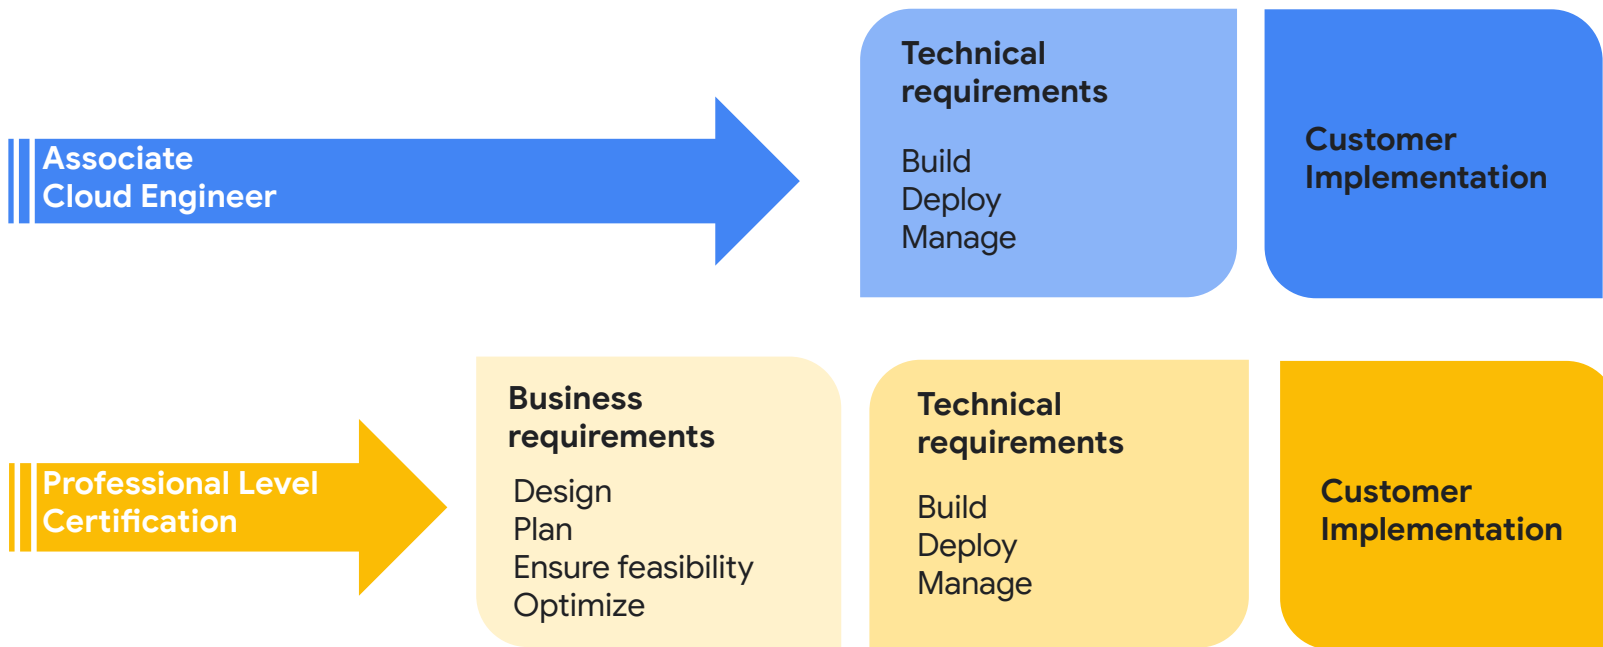 Associate
Cloud Engineer
Technical
requirements
Build
Deploy
Manage
Customer
Implementation
Professional Level
Certification
Business
requirements
Design
Plan
Ensure feasibility
Optimize
Technical
requirements
Build
Deploy
Manage
Customer
Implementation